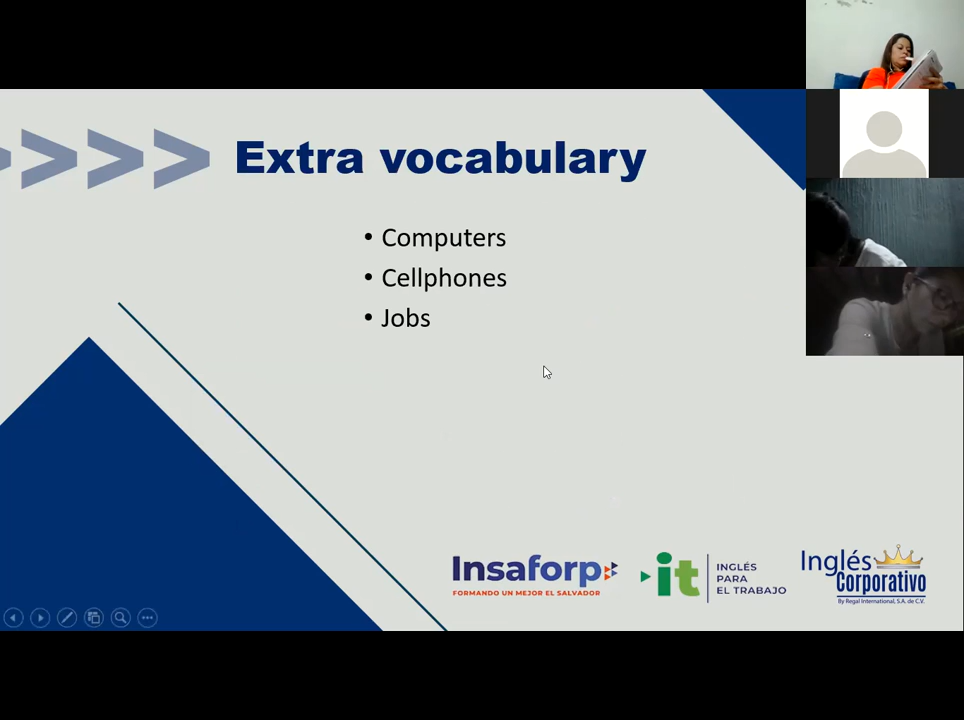 Extra vocabulary
• Computers
• Cellphones
• Jobs
Insaforp
FORMANDO UN MEJOR EL SALVADOR
it
INGLÉS
PARA
EL TRABAJO
Inglés
Corporativo
By Regal International, S.A. de C.V.